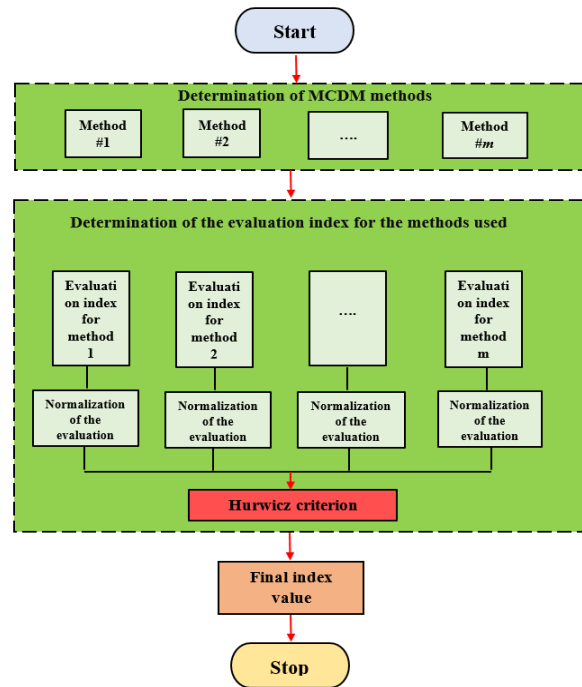 Start
Determination of MCDM methods
Method
#1
Method
#2
....
Method
#m
Determination of the evaluation index for the methods used
Evaluati
on index
for
method
1
Evaluati
on index
for
method
2
....
Evaluati
on index
for
method
m
Normalization
of the
evaluation
Normalization
of the
evaluation
Normalization
of the
evaluation
Normalization
of the
evaluation
Hurwicz criterion
Final index
value
Stop